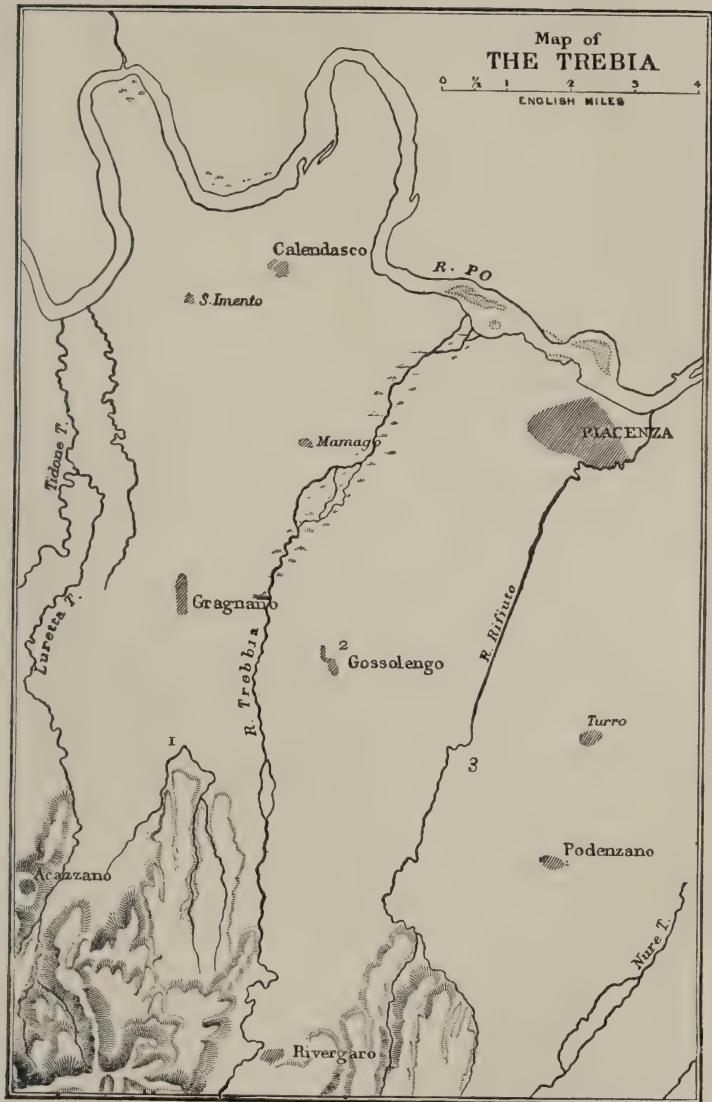 Map of
THE TREBIA
0 ½ 1 2 3 4
ENGLISH MILES
Calendasco
R. PO
S. Imento
PIACENZA
Mamago
Tidone T.
Gragnano
Luretta T.
R. Trebbia
2
Gossolengo
R. Rifiuto
Turro
1
3
Podenzano
Acazzano
Nure T.
Rivergaro